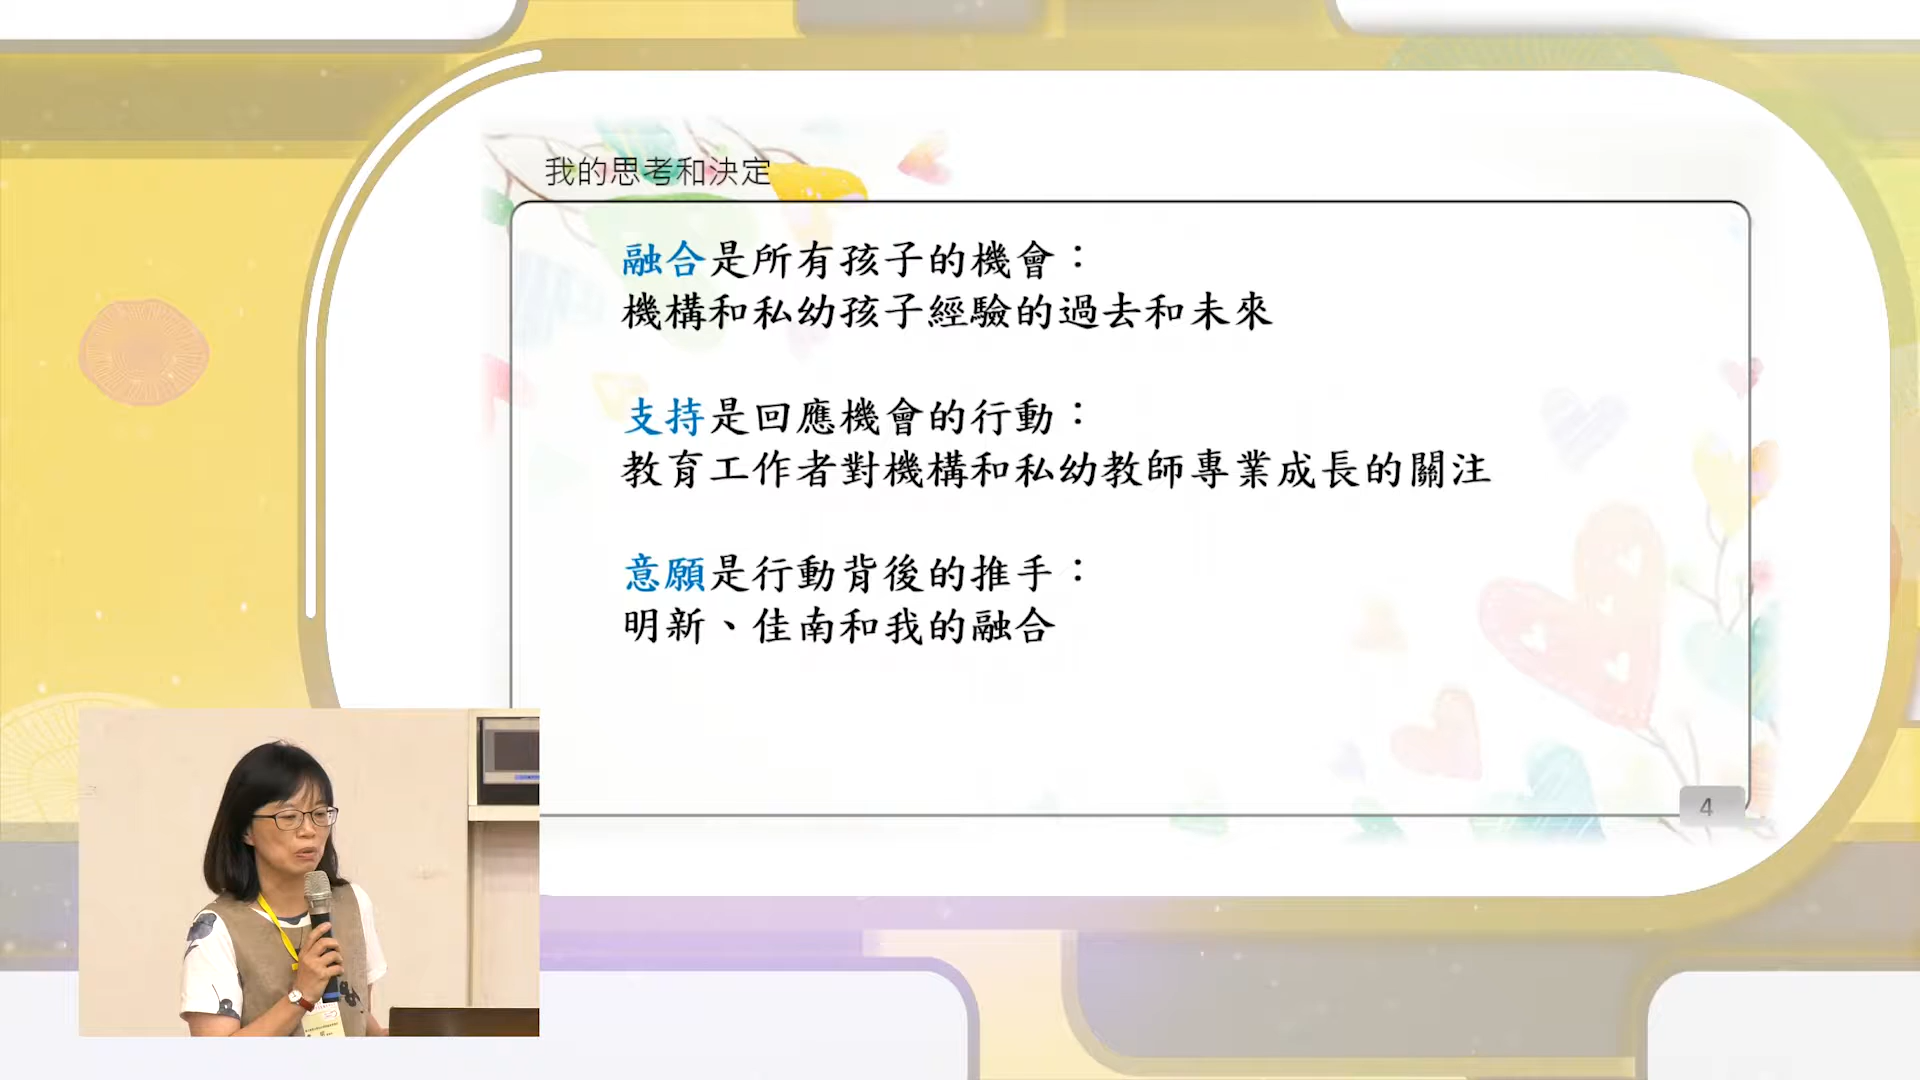 我的思考和決定
融合是所有孩子的機會：
機構和私幼孩子經驗的過去和未來
支持是回應機會的行動：
教育工作者對機構和私幼教師專業成長的關注
意願是行動背後的推手：
明新、佳南和我的融合
4